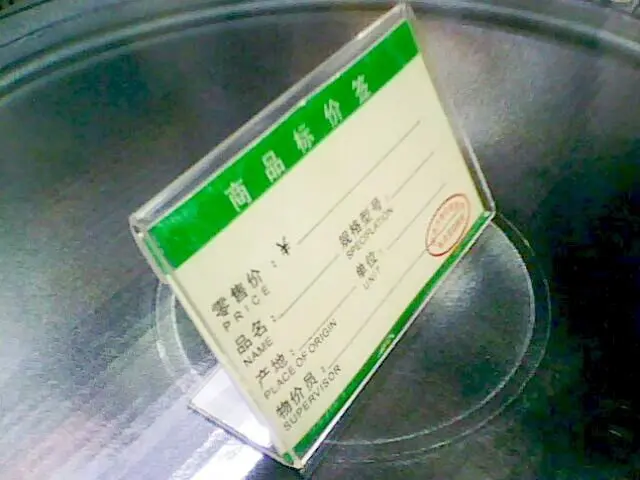 商品标价签
零售价：¥
PRICE
品名： 规格型号：
NAME SPECIFLATION
产地： 单位：
PLACE OF ORIGIN UNIT
物价员：
SUPERVISOR